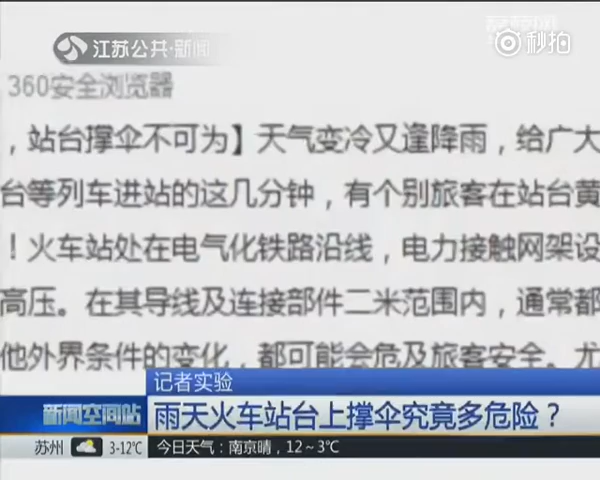 江苏公共·新闻
荔枝网
秒拍
360安全浏览器
，站台撑伞不可为】天气变冷又逢降雨，给广大
台等列车进站的这几分钟，有个别旅客在站台黄
！火车站处在电气化铁路沿线，电力接触网架设
高压。在其导线及连接部件二米范围内，通常都
他外界条件的变化，都可能会危及旅客安全。尤
记者实验
新闻空间站
雨天火车站台上撑伞究竟多危险？
苏州 3-12℃ 今日天气：南京晴，12～3℃